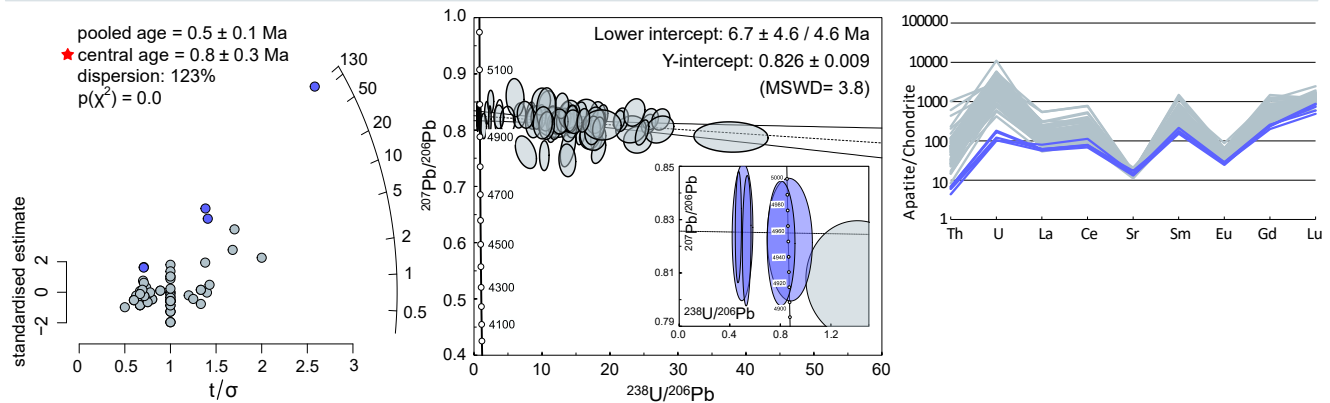 pooled age = 0.5 ± 0.1 Ma
central age = 0.8 ± 0.3 Ma
dispersion: 123%
p(χ²) = 0.0
130
50
20
10
5
2
1
0.5
standardised estimate
2
0
−2
0
0.5
1
1.5
2
2.5
3
t/σ
Lower intercept: 6.7 ± 4.6 / 4.6 Ma
Y-intercept: 0.826 ± 0.009
(MSWD= 3.8)
²⁰⁷Pb/²⁰⁶Pb
1.0
0.9
0.8
0.7
0.6
0.5
0.4
5100
4900
4700
4500
4300
4100
0
10
20
30
40
50
60
²³⁸U/²⁰⁶Pb
0.85
0.83
0.81
0.79
²⁰⁷Pb/²⁰⁶Pb
5000
4980
4960
4940
4920
4900
²³⁸U/²⁰⁶Pb
0.0
0.4
0.8
1.2
Apatite/Chondrite
100000
10000
1000
100
10
1
Th
U
La
Ce
Sr
Sm
Eu
Gd
Lu